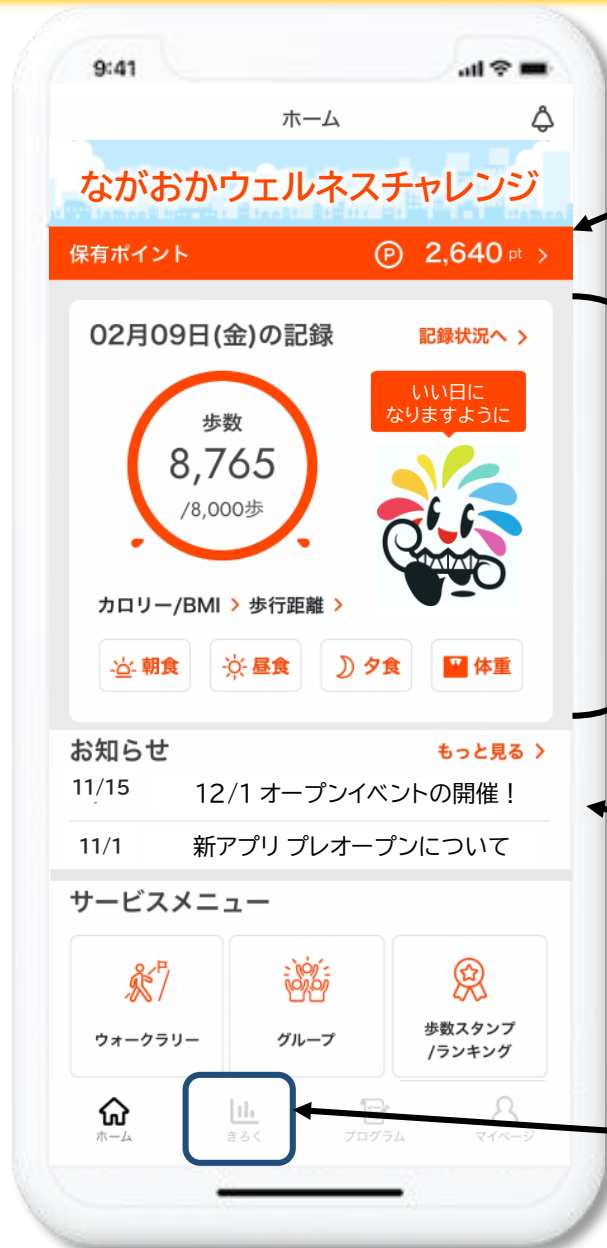 9:41
ホーム
ながおかウェルネスチャレンジ
保有ポイント P 2,640 pt >
02月09日(金)の記録 記録状況へ >
いい日に
なりますように
歩数
8,765
/8,000歩
カロリー/BMI > 歩行距離 >
朝食 昼食 夕食 体重
お知らせ もっと見る >
11/15 12/1 オープンイベントの開催!
11/1 新アプリ プレオープンについて
サービスメニュー
ウォークラリー グループ 歩数スタンプ
/ランキング
ホーム きろく プログラム マイページ